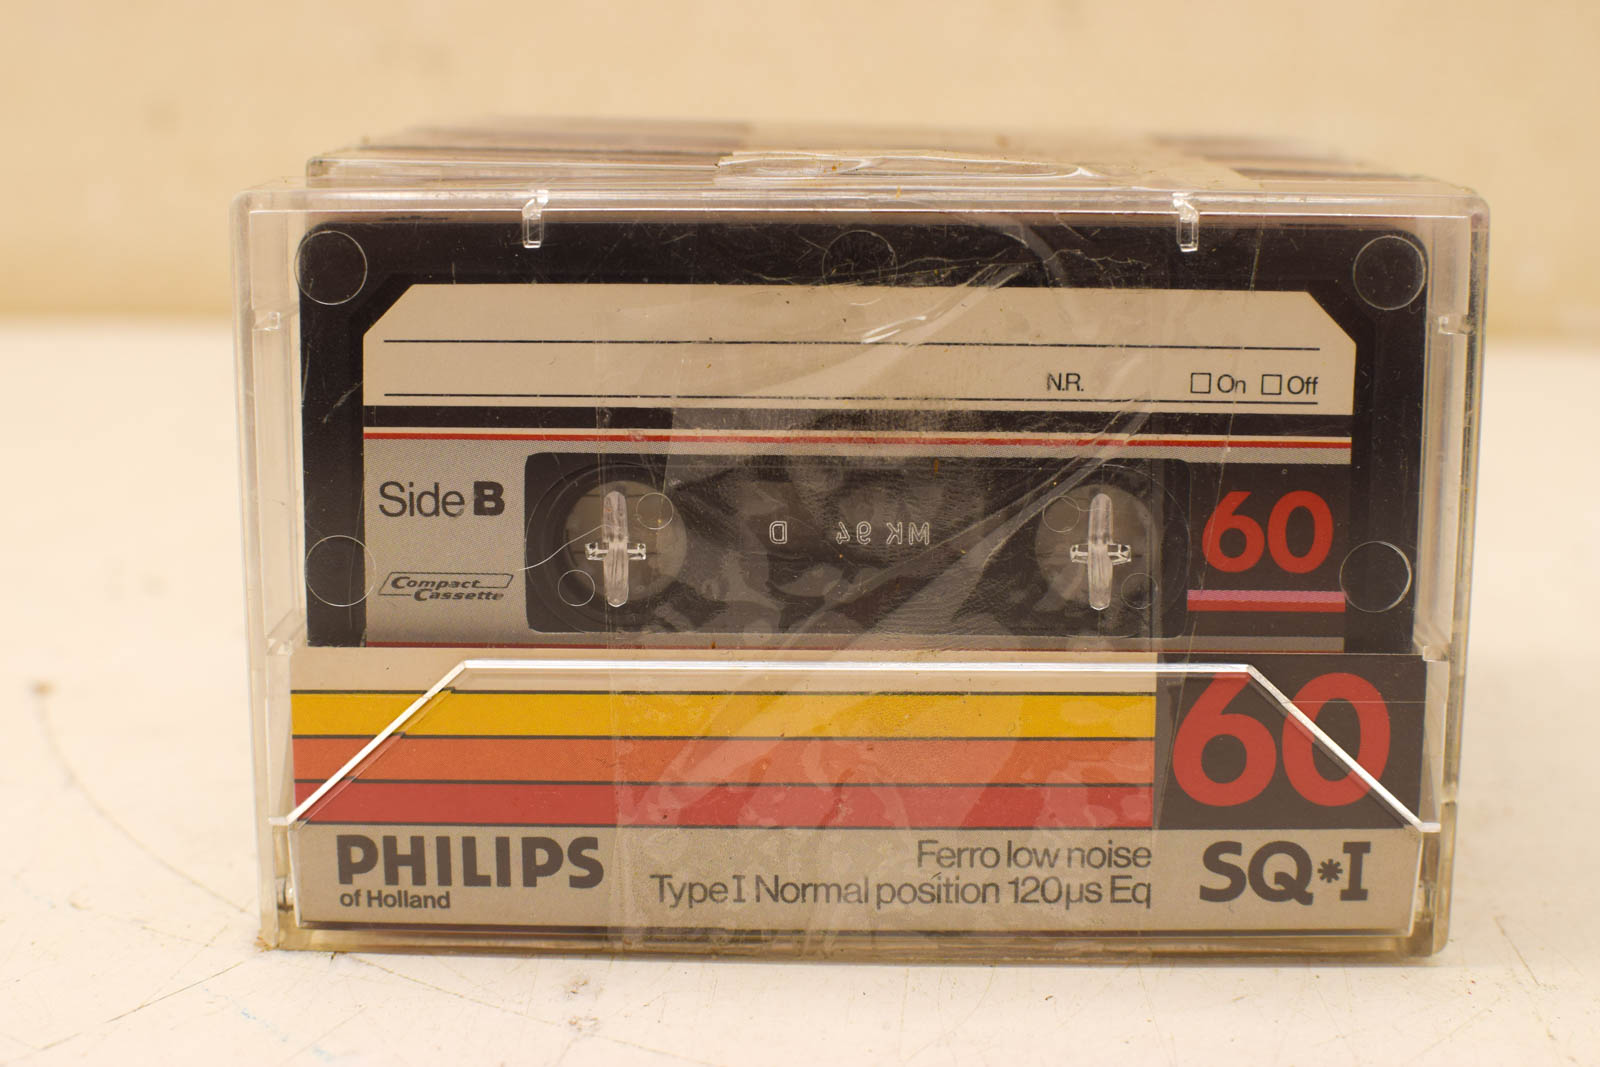 N.R. On Off
Side B
MK 94 D
60
Compact
Cassette
60
PHILIPS
of Holland
Ferro low noise
Type I Normal position 120µs Eq
SQ*I